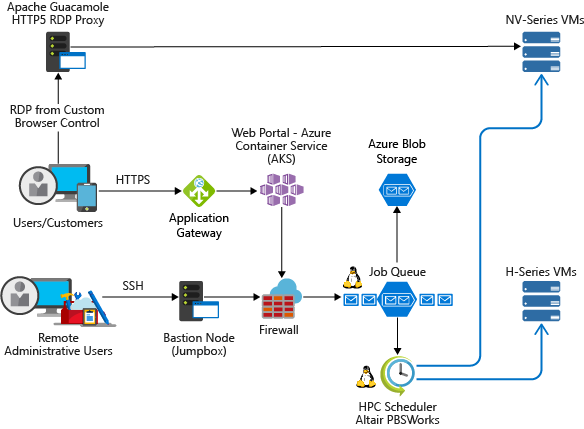 Apache Guacamole
HTTP5 RDP Proxy
NV-Series VMs
RDP from Custom
Browser Control
Web Portal - Azure
Container Service
(AKS)
Azure Blob
Storage
HTTPS
Users/Customers
Application
Gateway
Job Queue
H-Series VMs
SSH
Firewall
Remote
Administrative Users
Bastion Node
(Jumpbox)
HPC Scheduler
Altair PBSWorks